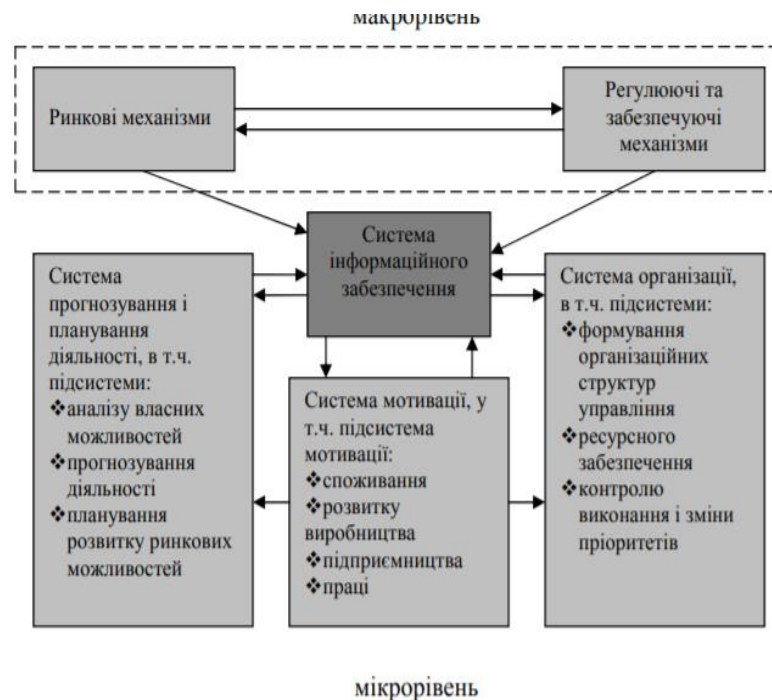 макрорівень
Ринкові механізми
Регулюючі та
забезпечуючі
механізми
Система
інформаційного
забезпечення
Система
прогнозування і
планування
діяльності, в т.ч.
підсистеми:
❖аналізу власних
можливостей
❖прогнозування
діяльності
❖планування
розвитку ринкових
можливостей
Система мотивації, у
т.ч. підсистема
мотивації:
❖споживання
❖розвитку
виробництва
❖підприємництва
❖праці
Система організації,
в т.ч. підсистеми:
❖формування
організаційних
структур
управління
❖ресурсного
забезпечення
❖контролю
виконання і зміни
пріоритетів
мікрорівень